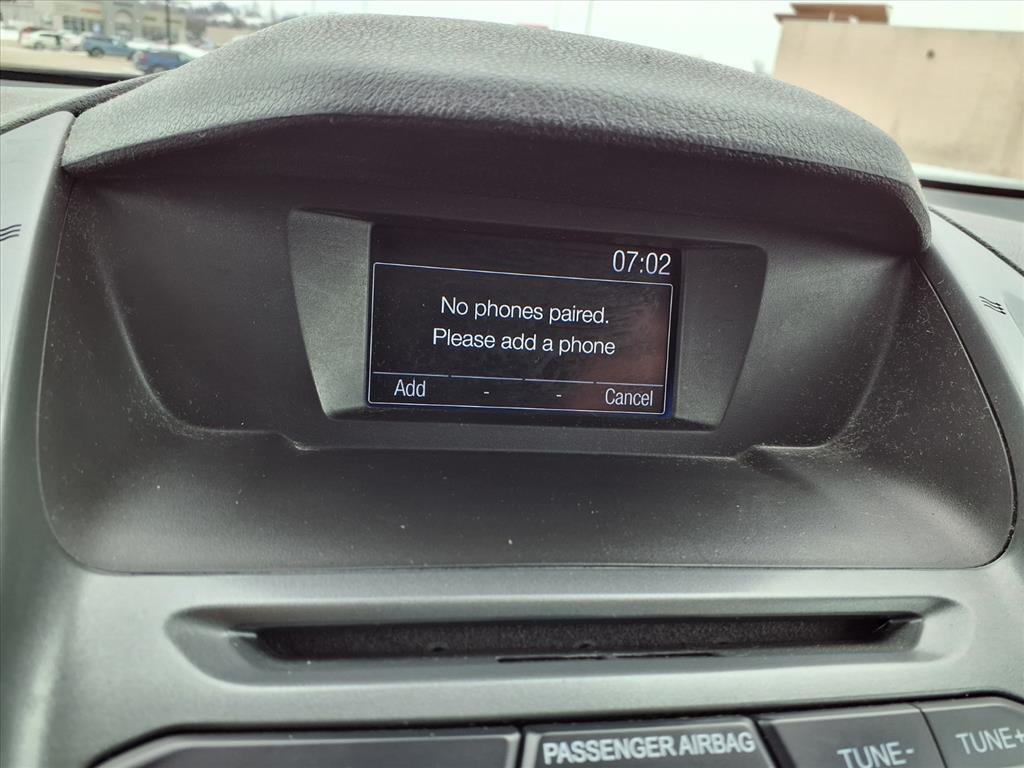 07:02
No phones paired.
Please add a phone
Add - - Cancel
PASSENGER AIRBAG
TUNE-
TUNE+